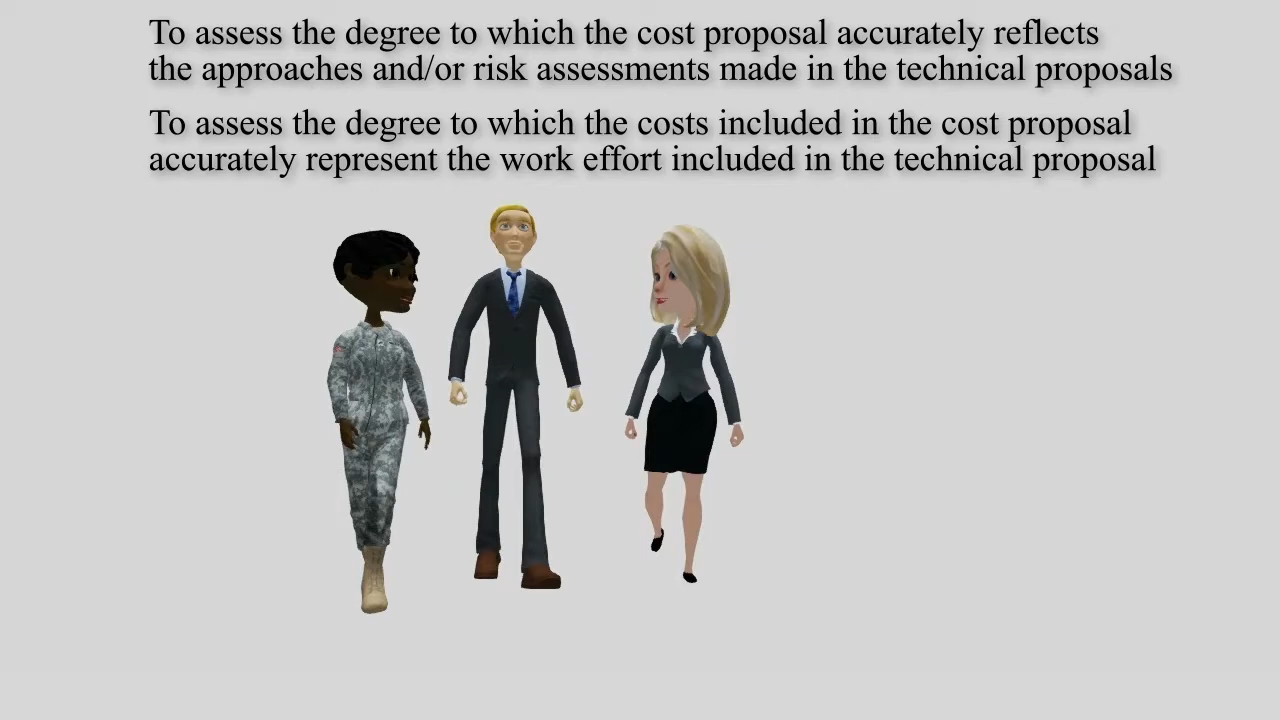 To assess the degree to which the cost proposal accurately reflects
the approaches and/or risk assessments made in the technical proposals
To assess the degree to which the costs included in the cost proposal
accurately represent the work effort included in the technical proposal